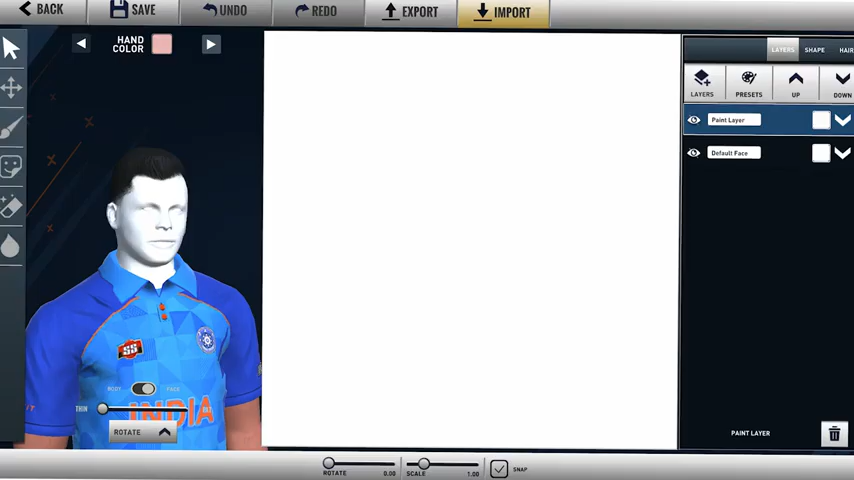 BACK
SAVE
UNDO
REDO
EXPORT
IMPORT
HAND
COLOR
LAYERS
SHAPE
HAIR
LAYERS
PRESETS
UP
DOWN
Paint Layer
Default Face
SS
BODY
FACE
THIN
INDIA
ROTATE
PAINT LAYER
ROTATE
0.00
SCALE
1.00
SNAP